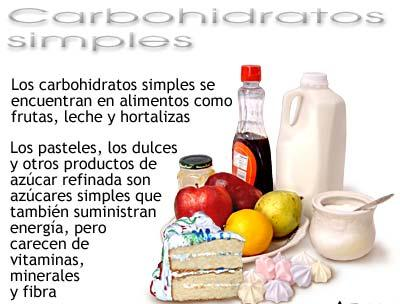 Carbohidratos
simples
Los carbohidratos simples se
encuentran en alimentos como
frutas, leche y hortalizas
Los pasteles, los dulces
y otros productos de
azúcar refinada son
azúcares simples que
también suministran
energía, pero
carecen de
vitaminas,
minerales
y fibra